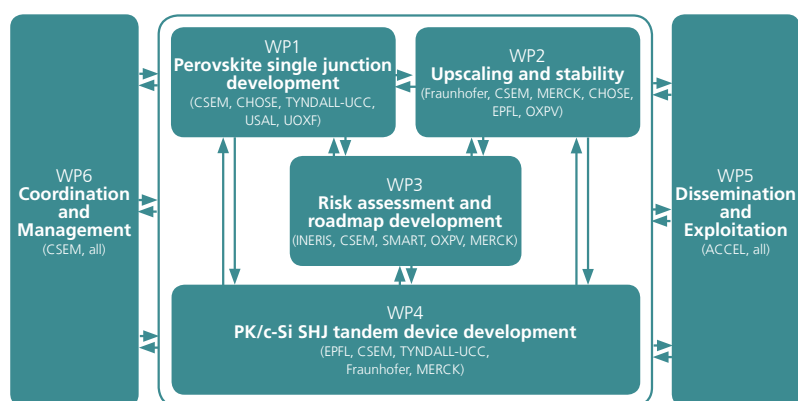 WP1
Perovskite single junction
development
(CSEM, CHOSE, TYNDALL-UCC,
USAL, UOXF)
WP2
Upscaling and stability
(Fraunhofer, CSEM, MERCK, CHOSE,
EPFL, OXPV)
WP6
Coordination
and
Management
(CSEM, all)
WP3
Risk assessment and
roadmap development
(INERIS, CSEM, SMART, OXPV, MERCK)
WP5
Dissemination
and
Exploitation
(ACCEL, all)
WP4
PK/c-Si SHJ tandem device development
(EPFL, CSEM, TYNDALL-UCC,
Fraunhofer, MERCK)